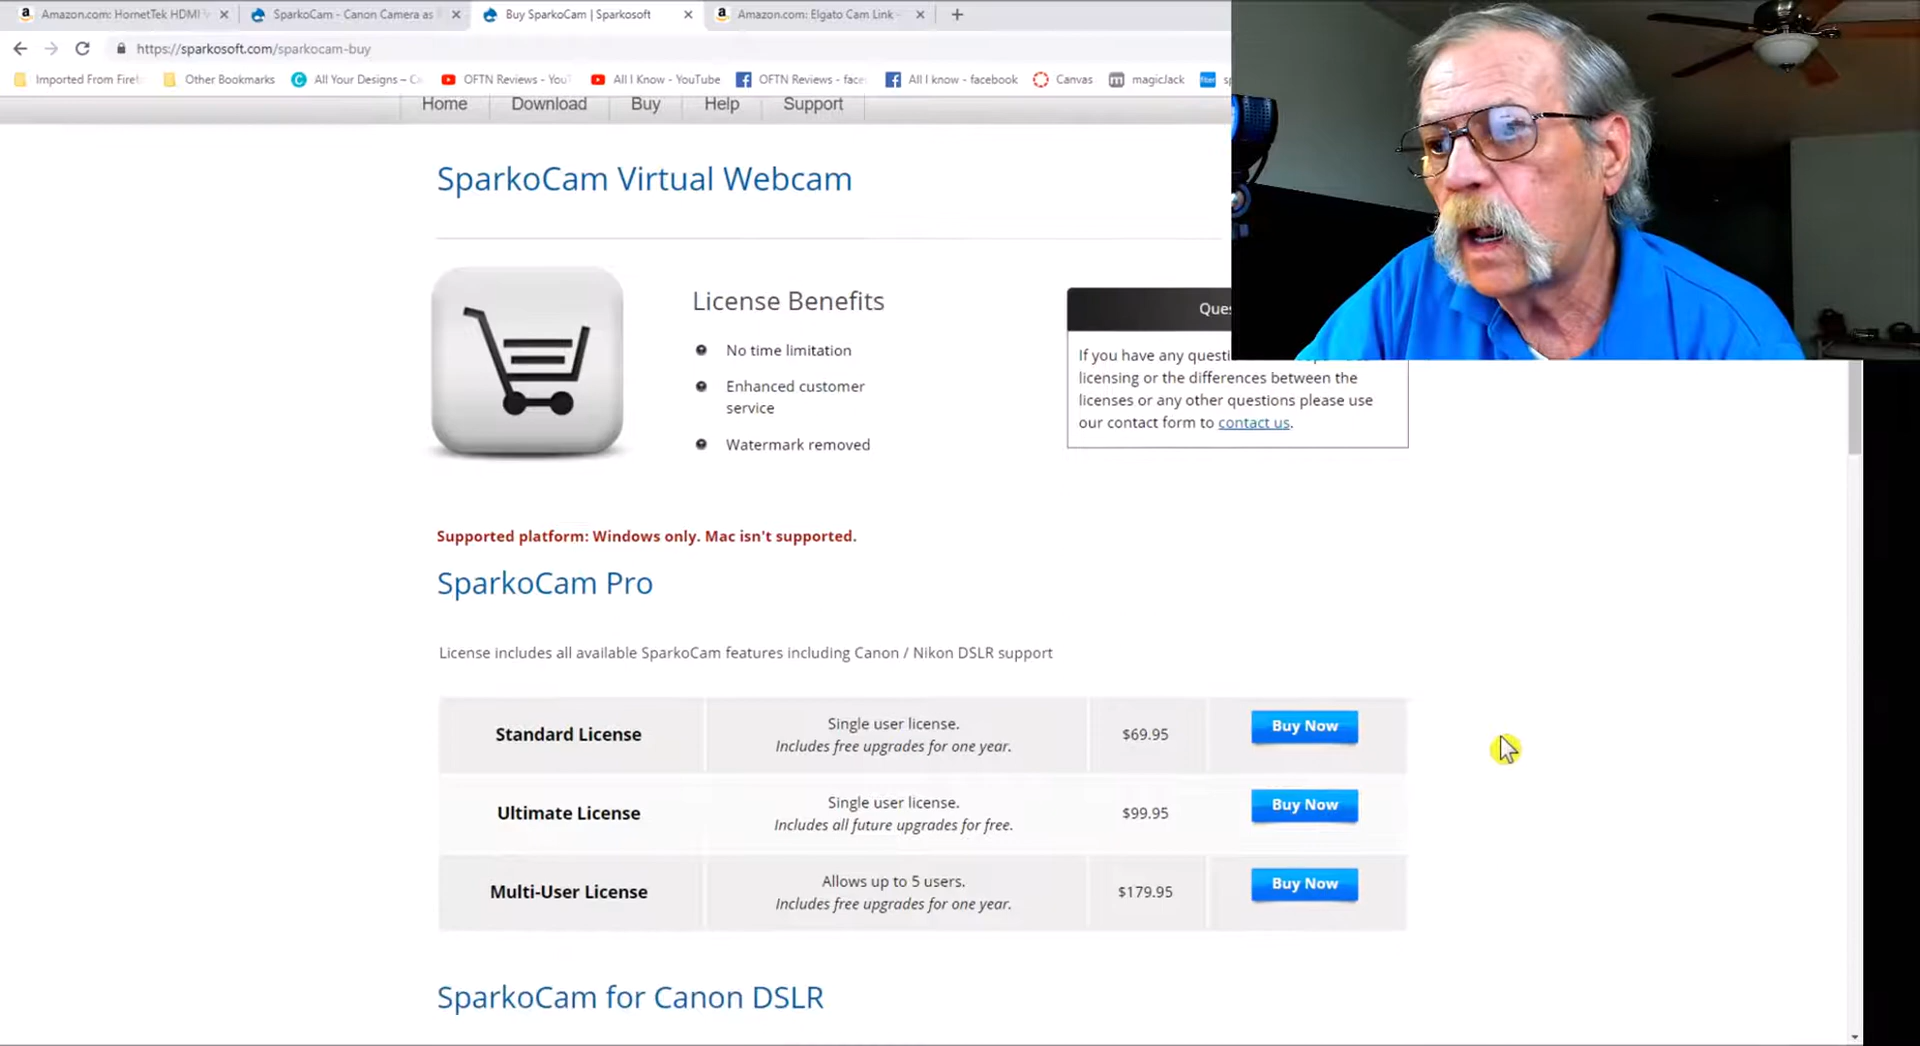 Amazon.com: HornetTek HDMI
SparkoCam - Canon Camera as
Buy SparkoCam | Sparkosoft
Amazon.com: Elgato Cam Link -
https://sparkosoft.com/sparkocam-buy
Imported From Firef
Other Bookmarks
All Your Designs – C
OFTN Reviews - YouT
All I Know - YouTube
OFTN Reviews - face
All I know - facebook
Canvas
magicJack
sp
Home
Download
Buy
Help
Support
SparkoCam Virtual Webcam
License Benefits
No time limitation
Enhanced customer
service
Watermark removed
Ques
If you have any questi
licensing or the differences between the
licenses or any other questions please use
our contact form to contact us.
Supported platform: Windows only. Mac isn't supported.
SparkoCam Pro
License includes all available SparkoCam features including Canon / Nikon DSLR support
Standard License
Single user license.
Includes free upgrades for one year.
$69.95
Buy Now
Ultimate License
Single user license.
Includes all future upgrades for free.
$99.95
Buy Now
Multi-User License
Allows up to 5 users.
Includes free upgrades for one year.
$179.95
Buy Now
SparkoCam for Canon DSLR